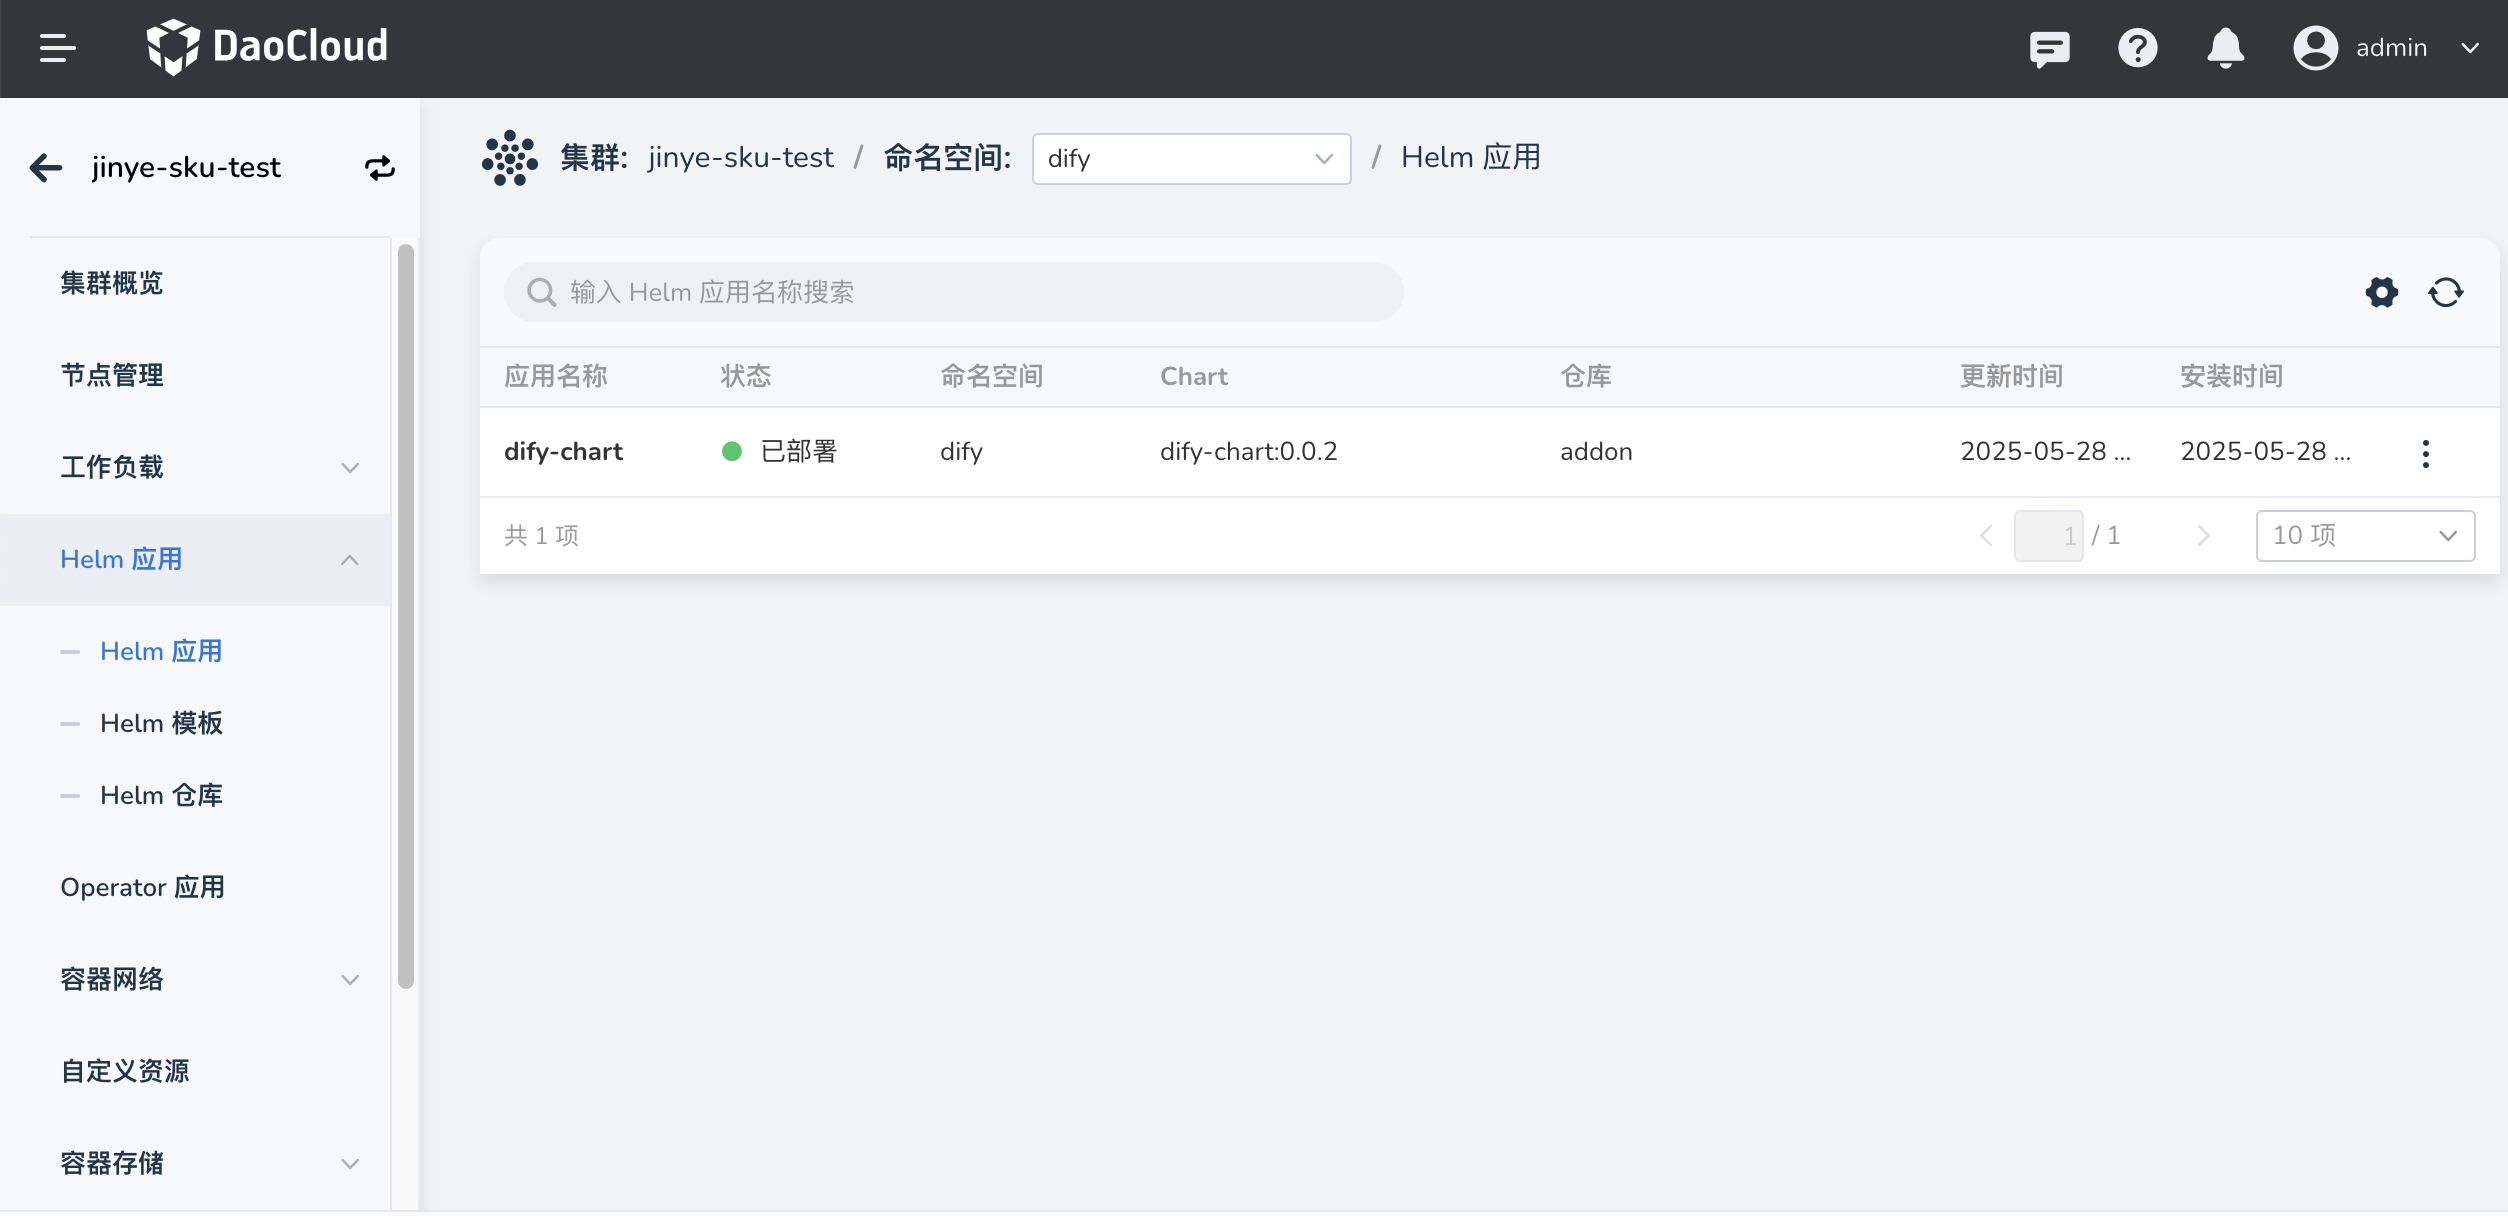 DaoCloud
admin
jinye-sku-test
集群: jinye-sku-test / 命名空间: dify / Helm 应用
集群概览
节点管理
工作负载
Helm 应用
Helm 应用
Helm 模板
Helm 仓库
Operator 应用
容器网络
自定义资源
容器存储
输入 Helm 应用名称搜索
应用名称 状态 命名空间 Chart 仓库 更新时间 安装时间
dify-chart 已部署 dify dify-chart:0.0.2 addon 2025-05-28 ... 2025-05-28 ...
共 1 项 1 / 1 10 项